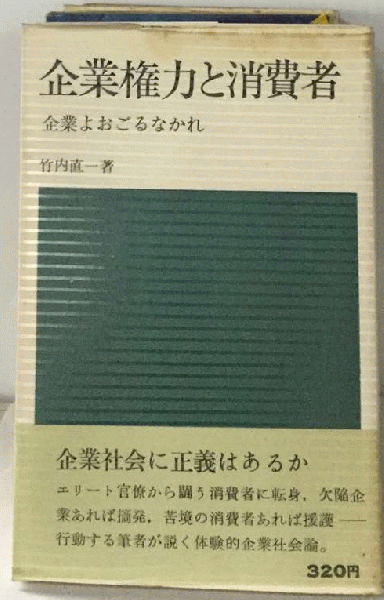 企業権力と消費者
企業よおごるなかれ
竹内直一著
企業社会に正義はあるか
エリート官僚から闘う消費者に転身，欠陥企
業あれば摘発，苦境の消費者あれば援護――
行動する筆者が説く体験的企業社会論。
320円